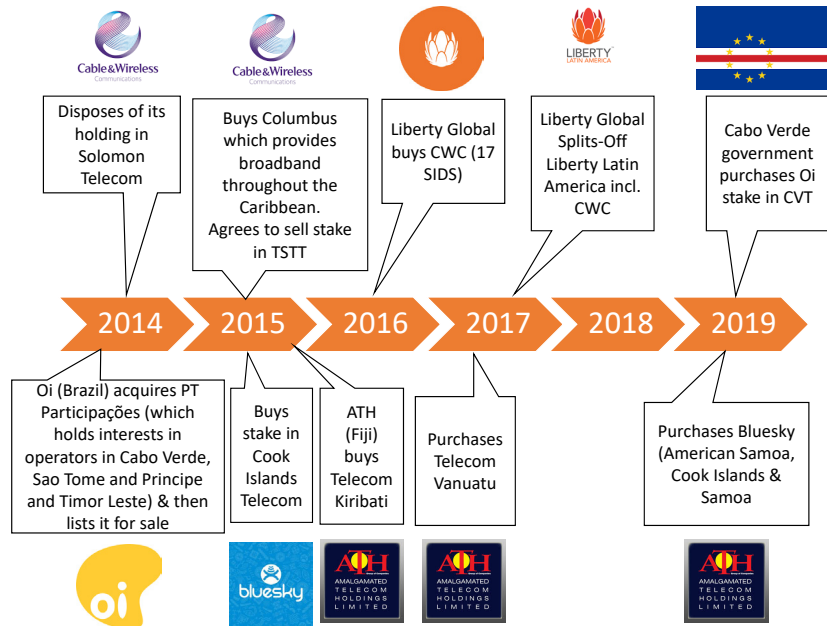 Cable&Wireless
Communications
Cable&Wireless
Communications
LIBERTY
LATIN AMERICA
Disposes of its
holding in
Solomon
Telecom
Buys Columbus
which provides
broadband
throughout the
Caribbean.
Agrees to sell stake
in TSTT
Liberty Global
buys CWC (17
SIDS)
Liberty Global
Splits-Off
Liberty Latin
America incl.
CWC
Cabo Verde
government
purchases Oi
stake in CVT
2014
2015
2016
2017
2018
2019
Oi (Brazil) acquires PT
Participações (which
holds interests in
operators in Cabo Verde,
Sao Tome and Principe
and Timor Leste) & then
lists it for sale
Buys
stake in
Cook
Islands
Telecom
ATH
(Fiji)
buys
Telecom
Kiribati
Purchases
Telecom
Vanuatu
Purchases Bluesky
(American Samoa,
Cook Islands &
Samoa
oi
bluesky
ATH
AMALGAMATED
TELECOM
HOLDINGS
LIMITED
ATH
AMALGAMATED
TELECOM
HOLDINGS
LIMITED
ATH
AMALGAMATED
TELECOM
HOLDINGS
LIMITED